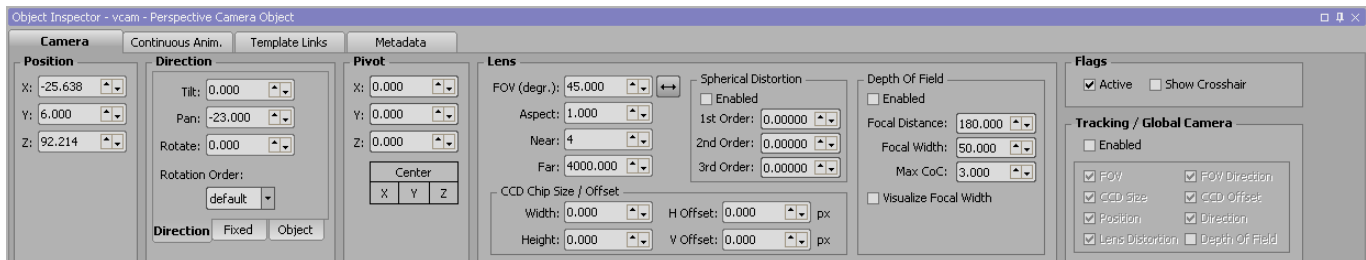 Object Inspector - vcam - Perspective Camera Object
Camera Continuous Anim. Template Links Metadata
Position
X: -25.638
Y: 6.000
Z: 92.214
Direction
Tilt: 0.000
Pan: -23.000
Rotate: 0.000
Rotation Order:
default
Direction Fixed Object
Pivot
X: 0.000
Y: 0.000
Z: 0.000
Center
X Y Z
Lens
FOV (degr.): 45.000
Aspect: 1.000
Near: 4
Far: 4000.000
Spherical Distortion
Enabled
1st Order: 0.00000
2nd Order: 0.00000
3rd Order: 0.00000
CCD Chip Size / Offset
Width: 0.000 H Offset: 0.000 px
Height: 0.000 V Offset: 0.000 px
Depth Of Field
Enabled
Focal Distance: 180.000
Focal Width: 50.000
Max CoC: 3.000
Visualize Focal Width
Flags
Active Show Crosshair
Tracking / Global Camera
Enabled
FOV FOV Direction
CCD Size CCD Offset
Position Direction
Lens Distortion Depth Of Field